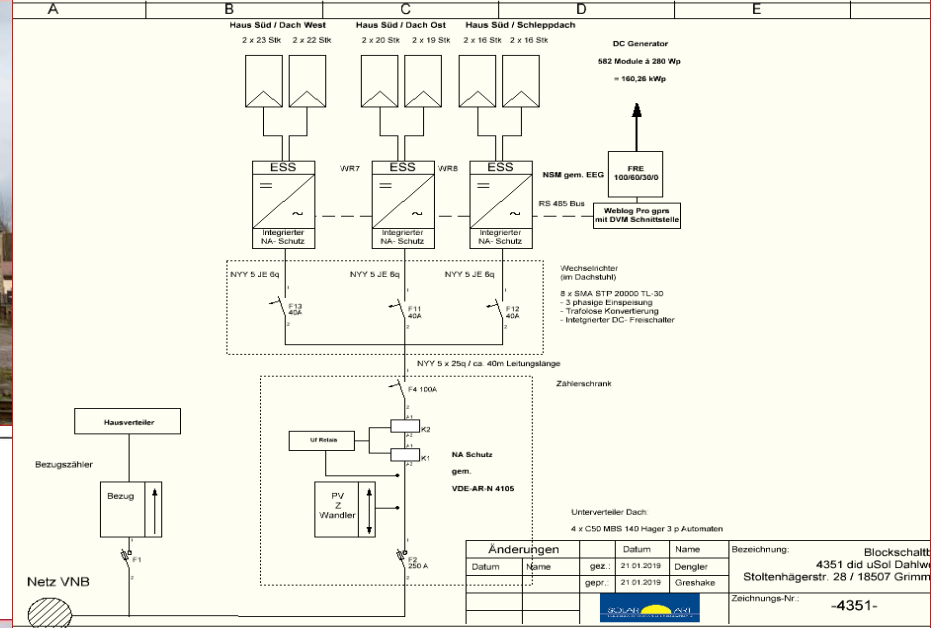 A B C D E
Haus Süd / Dach West Haus Süd / Dach Ost Haus Süd / Schleppdach
2 x 23 Stk 2 x 22 Stk 2 x 20 Stk 2 x 19 Stk 2 x 16 Stk 2 x 16 Stk
DC Generator
582 Module á 280 Wp
= 160,26 kWp
ESS WR7 ESS WR8 ESS
NSM gem. EEG
FRE
100/60/30/0
RS 485 Bus
Weblog Pro gprs
mit DVM Schnittstelle
Integrierter
NA- Schutz
Integrierter
NA- Schutz
Integrierter
NA- Schutz
NYY 5 JE 6q NYY 5 JE 6q NYY 5 JE 6q
F13
40A
F11
40A
F12
40A
Wechselrichter
(im Dachstuhl)
8 x SMA STP 20000 TL-30
- 3 phasige Einspeisung
- Trafolose Konvertierung
- Intetgrierter DC- Freischalter
NYY 5 x 25q / ca. 40m Leitungslänge
Zählerschrank
F4 100A
Hausverteiler
K2
Uf Relais
K1
NA Schutz
gem.
VDE-AR-N 4105
Bezugszähler
Bezug
PV
Z
Wandler
Unterverteiler Dach:
4 x C50 MBS 140 Hager 3 p Automaten
F1
F2
250 A
Netz VNB
Änderungen Datum Name
Datum Name
gez.: 21.01.2019 Dengler
gepr.: 21.01.2019 Greshake
SOLAR ART
Bezeichnung: Blockschaltb
4351 did uSol Dahlw
Stoltenhägerstr. 28 / 18507 Grimm
Zeichnungs-Nr.: -4351-